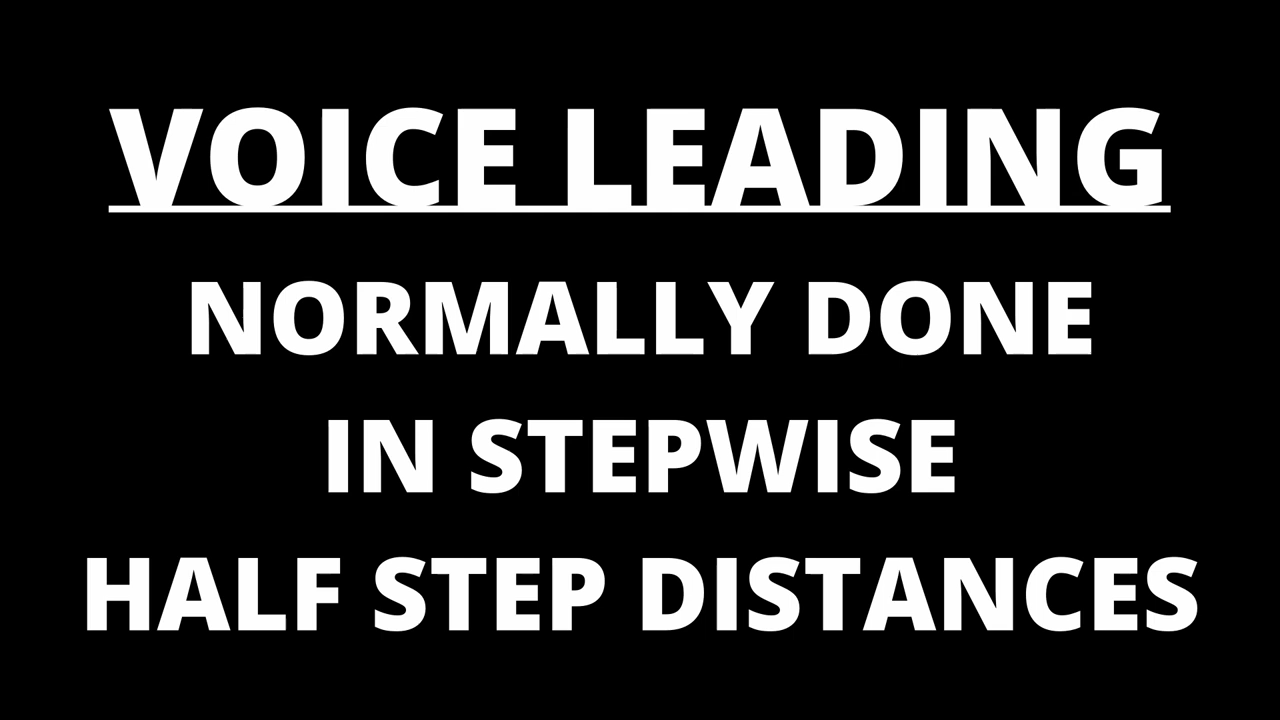 VOICE LEADING
NORMALLY DONE
IN STEPWISE
HALF STEP DISTANCES